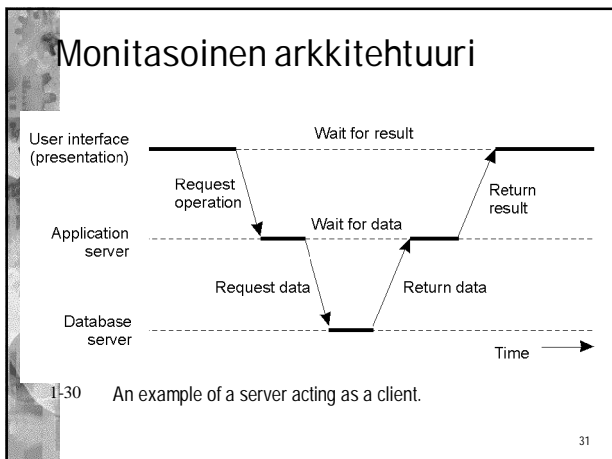 Monitasoinen arkkitehtuuri
User interface
(presentation)
Wait for result
Request
operation
Return
result
Application
server
Wait for data
Request data
Return data
Database
server
Time
1-30 An example of a server acting as a client.
31